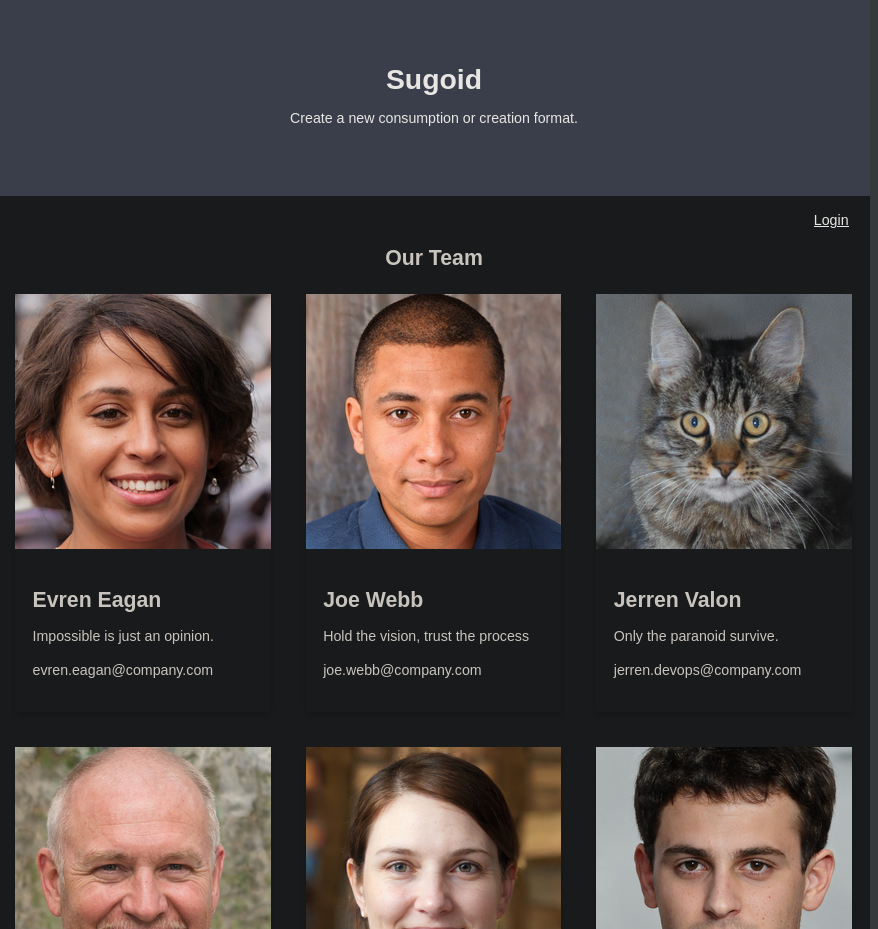 Sugoid
Create a new consumption or creation format.
Login
Our Team
Evren Eagan
Joe Webb
Jerren Valon
Impossible is just an opinion.
Hold the vision, trust the process
Only the paranoid survive.
evren.eagan@company.com
joe.webb@company.com
jerren.devops@company.com